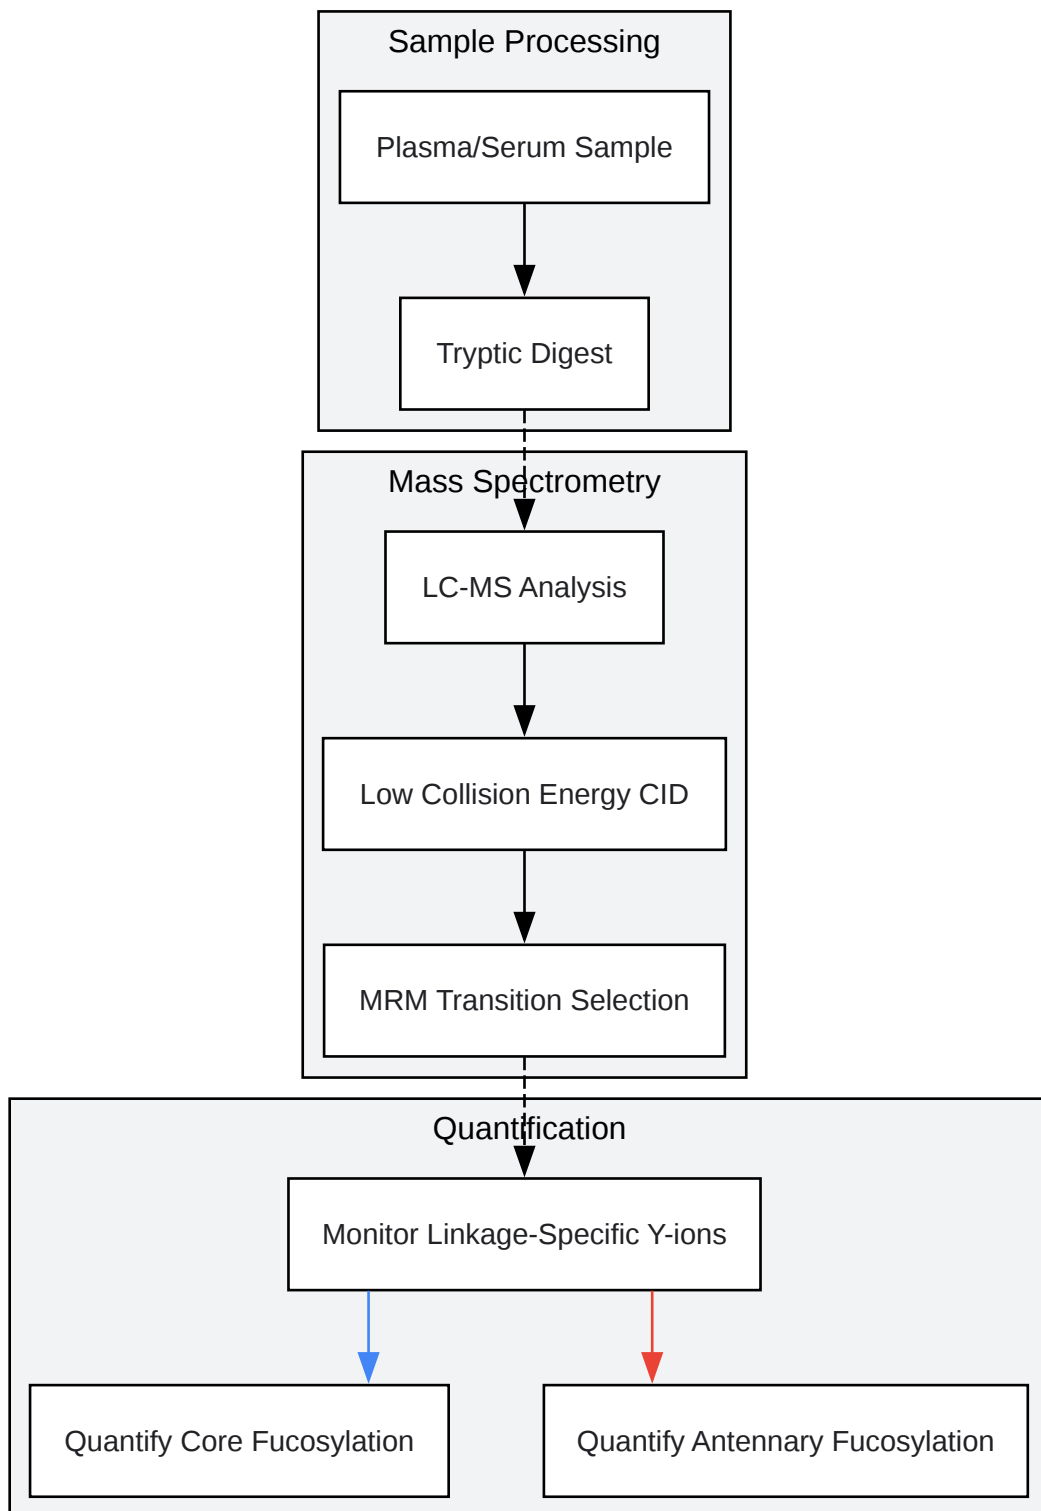 Sample Processing
Plasma/Serum Sample
Tryptic Digest
Mass Spectrometry
LC-MS Analysis
Low Collision Energy CID
MRM Transition Selection
Quantification
Monitor Linkage-Specific Y-ions
Quantify Core Fucosylation
Quantify Antennary Fucosylation